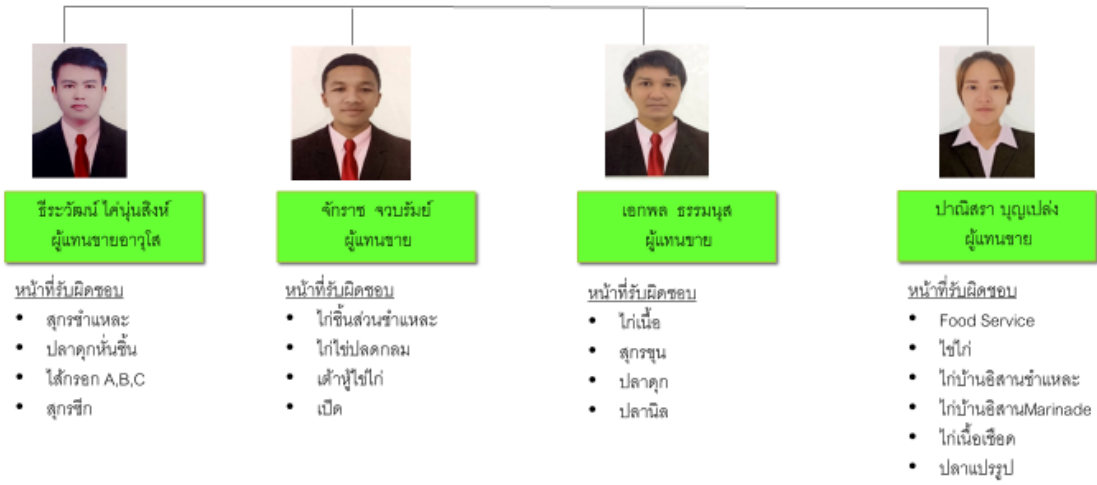 ธีระวัฒน์ ไค่นุ่นสิงห์
ผู้แทนขายอาวุโส
หน้าที่รับผิดชอบ
• สุกรชำแหละ
• ปลาดุกหั่นชิ้น
• ไส้กรอก A,B,C
• สุกรซีก
จักราช จวบรัมย์
ผู้แทนขาย
หน้าที่รับผิดชอบ
• ไก่ชิ้นส่วนชำแหละ
• ไก่ไข่ปลดกลม
• เต้าหู้ไข่ไก่
• เป็ด
เอกพล ธรรมนุส
ผู้แทนขาย
หน้าที่รับผิดชอบ
• ไก่เนื้อ
• สุกรขุน
• ปลาดุก
• ปลานิล
ปาณิสรา บุญเปล่ง
ผู้แทนขาย
หน้าที่รับผิดชอบ
• Food Service
• ไข่ไก่
• ไก่บ้านอิสานชำแหละ
• ไก่บ้านอิสานMarinade
• ไก่เนื้อเชือด
• ปลาแปรรูป